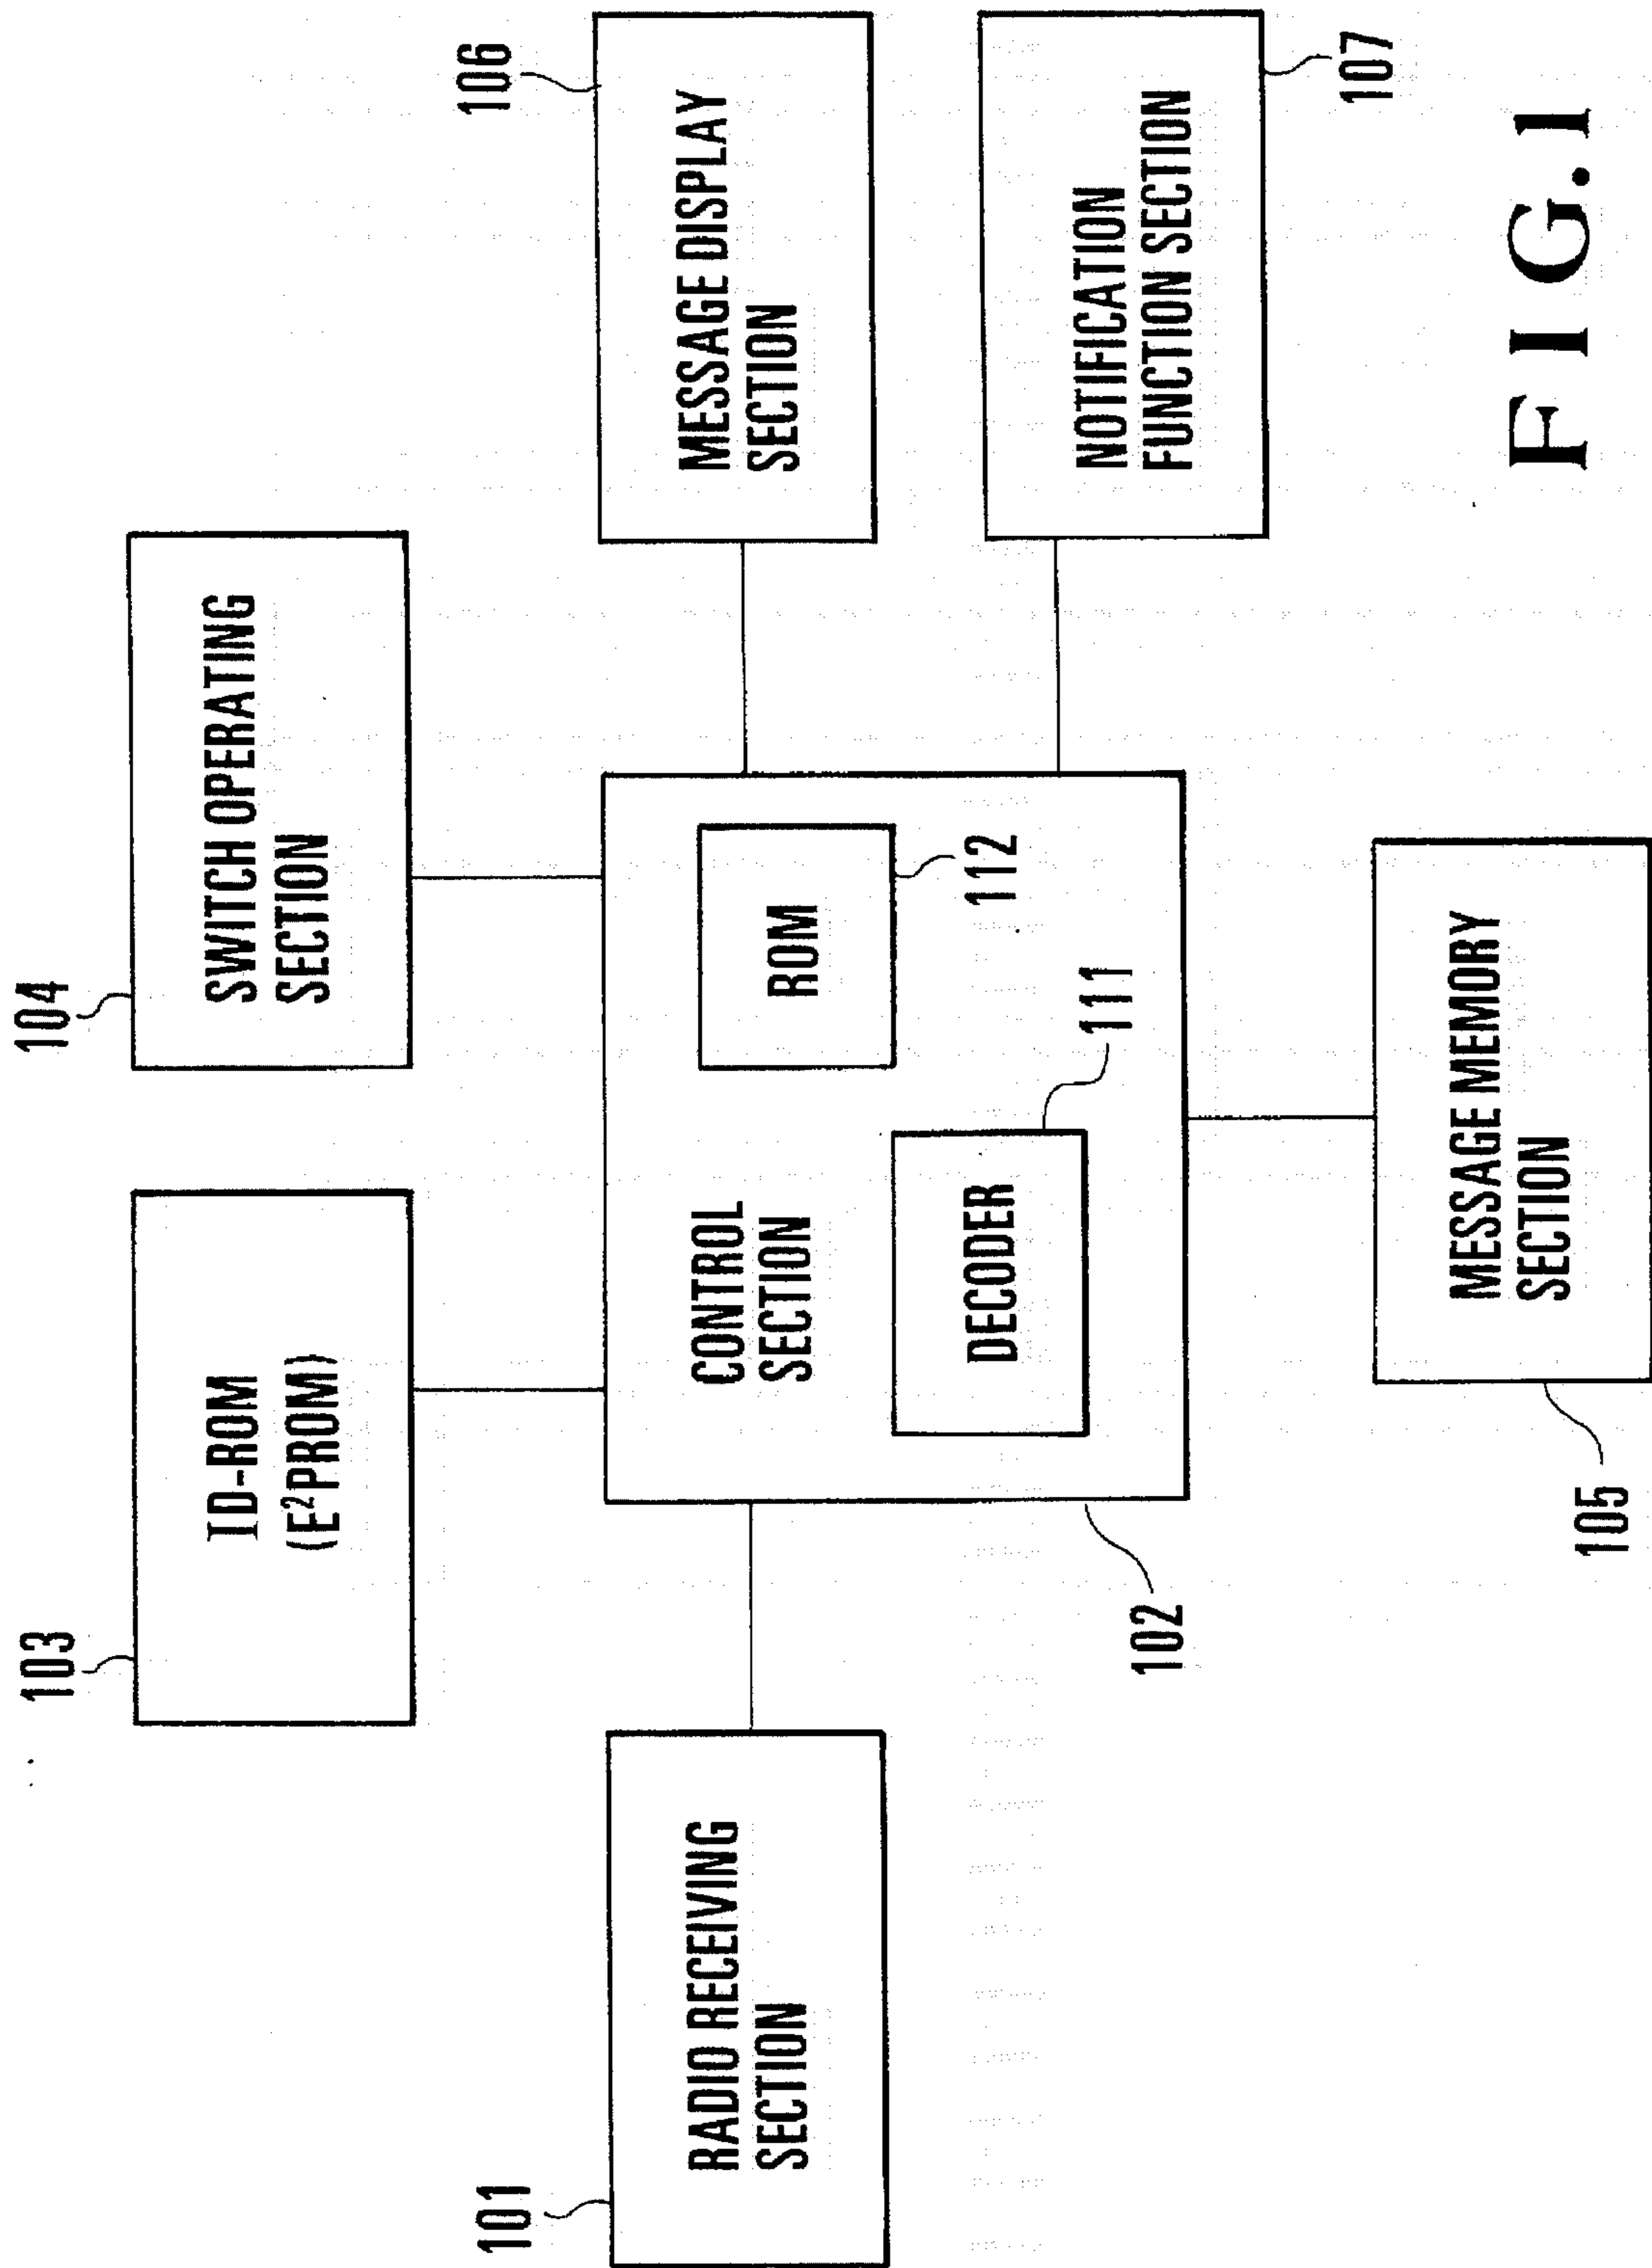 103
ID-ROM
(E²PROM)
104
SWITCH OPERATING
SECTION
101
RADIO RECEIVING
SECTION
CONTROL
SECTION
ROM
112
DECODER
111
102
106
MESSAGE DISPLAY
SECTION
NOTIFICATION
FUNCTION SECTION
107
MESSAGE MEMORY
SECTION
105
FIG.1